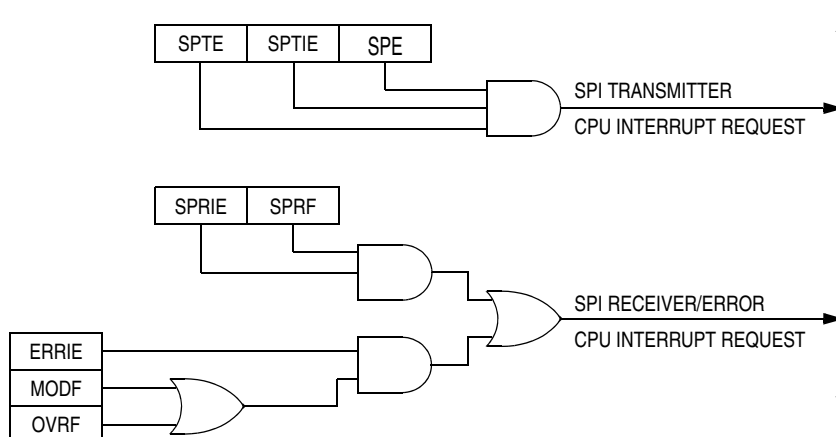 SPTE SPTIE SPE
SPI TRANSMITTER
CPU INTERRUPT REQUEST
SPRIE SPRF
SPI RECEIVER/ERROR
CPU INTERRUPT REQUEST
ERRIE
MODF
OVRF